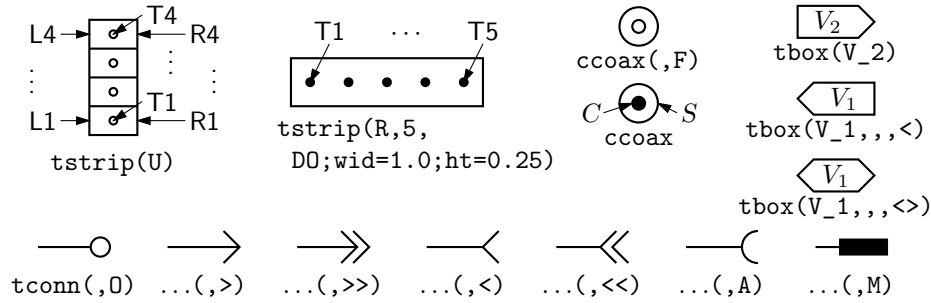 T4
L4 R4
⋮ ⋮ ⋮
T1
L1 R1
tstrip(U)
T1 ... T5
tstrip(R,5,
DO;wid=1.0;ht=0.25)
ccoax(,F)
C S
ccoax
V2
tbox(V_2)
V1
tbox(V_1,,,<)
V1
tbox(V_1,,,<>)
tconn(,O) ...(,>) ...(,>>) ...(,<) ...(,<<) ...(,A) ...(,M)